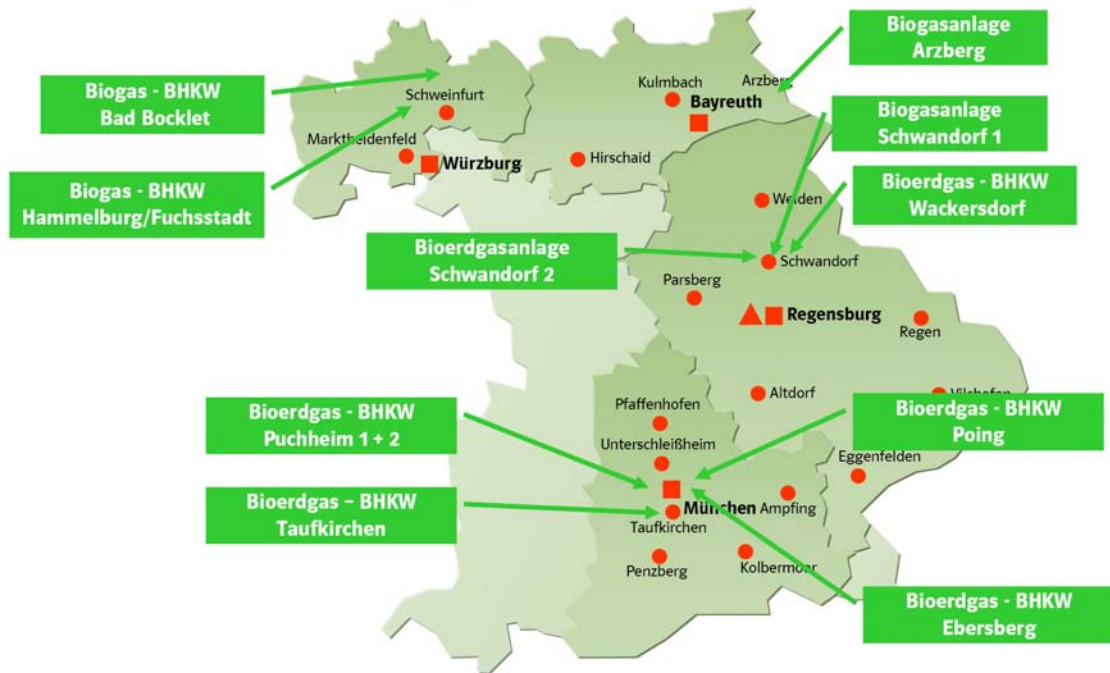 Biogasanlage
Arzberg
Biogas - BHKW
Bad Bocklet
Kulmbach
Arzberg
Schweinfurt
Bayreuth
Biogasanlage
Schwandorf 1
Marktheidenfeld
Würzburg
Hirschaid
Biogas - BHKW
Hammelburg/Fuchsstadt
Bioerdgas - BHKW
Wackersdorf
Weiden
Bioerdgasanlage
Schwandorf 2
Schwandorf
Parsberg
Regensburg
Regen
Altdorf
Vilshofen
Pfaffenhofen
Bioerdgas - BHKW
Puchheim 1 + 2
Bioerdgas - BHKW
Poing
Unterschleißheim
Eggenfelden
Bioerdgas – BHKW
Taufkirchen
München
Ampfing
Taufkirchen
Penzberg
Kolbermoor
Bioerdgas - BHKW
Ebersberg